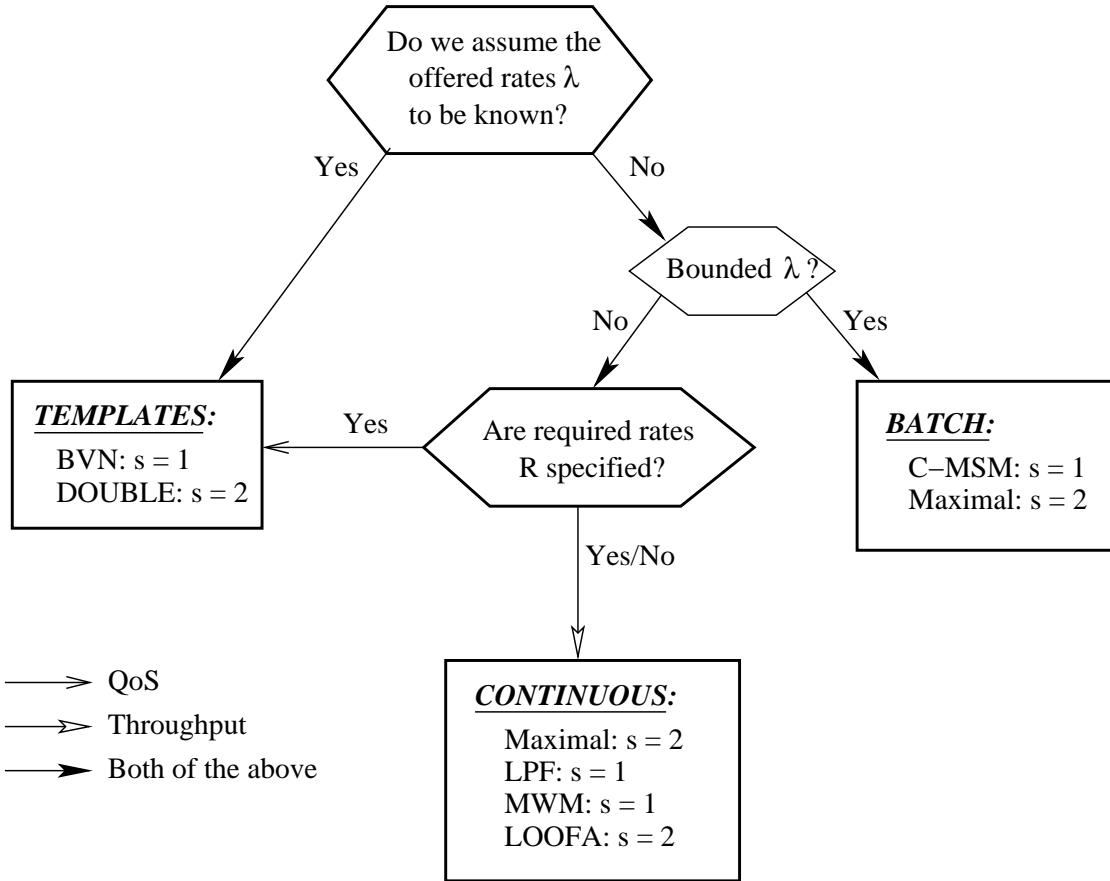 Do we assume the
offered rates λ
to be known?
Yes
No
Bounded λ ?
No
Yes
TEMPLATES:
BVN: s = 1
DOUBLE: s = 2
Yes
Are required rates
R specified?
BATCH:
C−MSM: s = 1
Maximal: s = 2
Yes/No
QoS
Throughput
Both of the above
CONTINUOUS:
Maximal: s = 2
LPF: s = 1
MWM: s = 1
LOOFA: s = 2